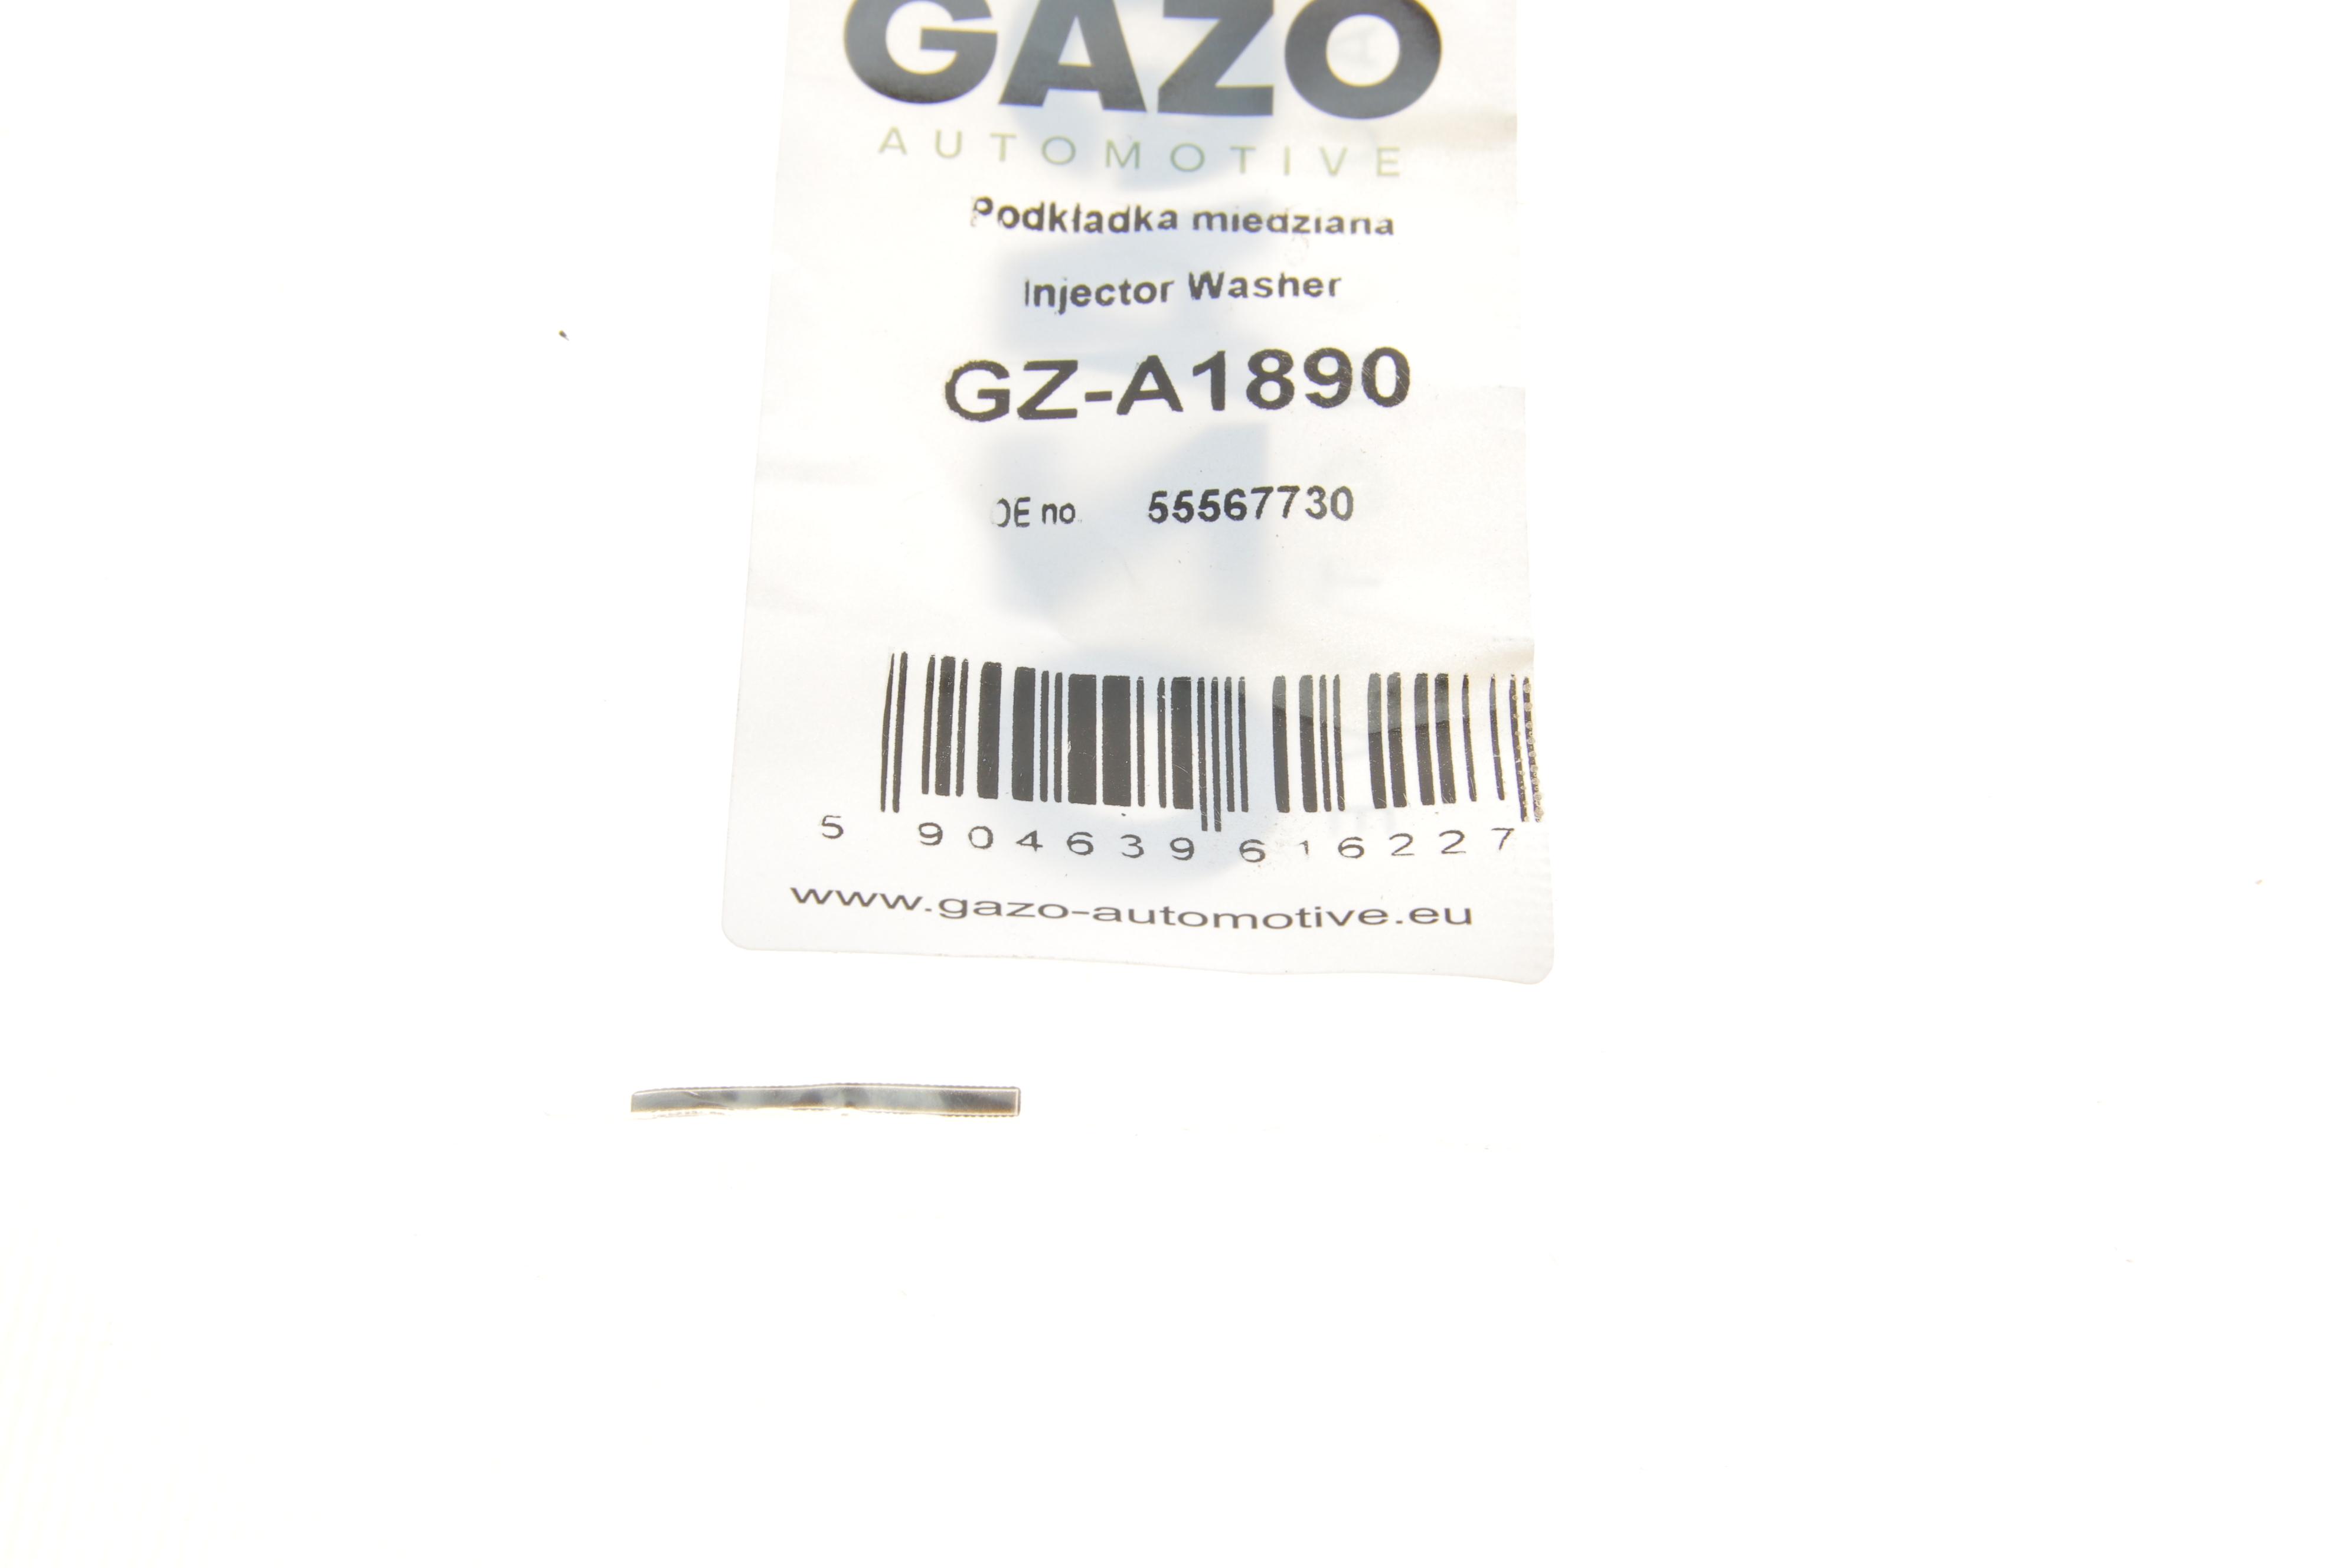 GAZO
AUTOMOTIVE
Podkładka miedziana
Injector Washer
GZ-A1890
OE no. 55567730
5 904639 616227
www.gazo-automotive.eu